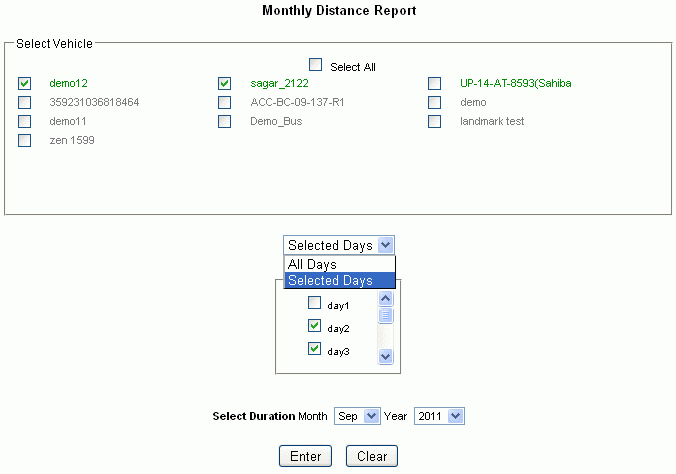 Monthly Distance Report
Select Vehicle
Select All
demo12 sagar_2122 UP-14-AT-8593(Sahiba
359231036818464 ACC-BC-09-137-R1 demo
demo11 Demo_Bus landmark test
zen 1599
Selected Days
All Days
Selected Days
day1
day2
day3
Select Duration Month Sep Year 2011
Enter Clear